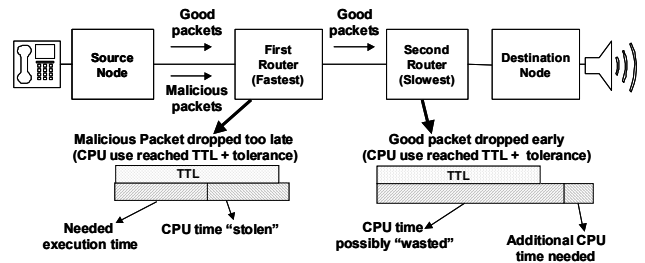 Good
packets
Good
packets
Source
Node
First
Router
(Fastest)
Second
Router
(Slowest)
Destination
Node
Malicious
packets
Malicious Packet dropped too late
(CPU use reached TTL + tolerance)
Good packet dropped early
(CPU use reached TTL + tolerance)
TTL
TTL
Needed
execution time
CPU time “stolen”
CPU time
possibly “wasted”
Additional CPU
time needed